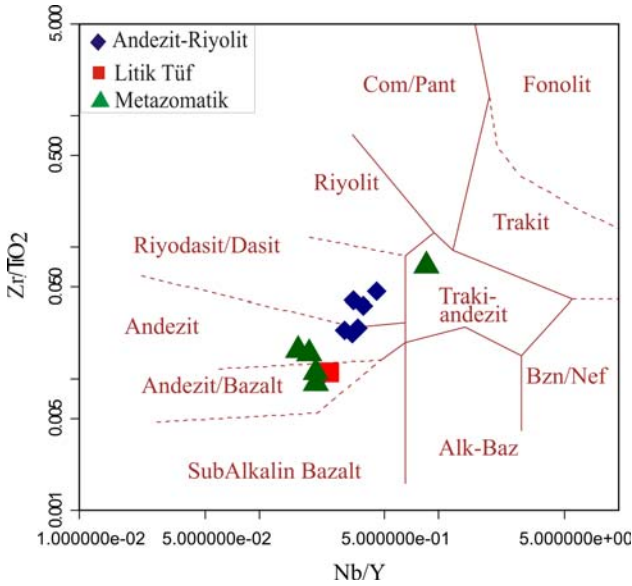 5.000
Andezit-Riyolit
Litik Tüf
Metazomatik
Com/Pant
Fonolit
0.500
Riyolit
Trakit
Riyodasit/Dasit
Zr/TiO2
0.050
Traki-
andezit
Andezit
Bzn/Nef
Andezit/Bazalt
0.005
Alk-Baz
SubAlkalin Bazalt
0.001
1.000000e-02 5.000000e-02 5.000000e-01 5.000000e+00
Nb/Y